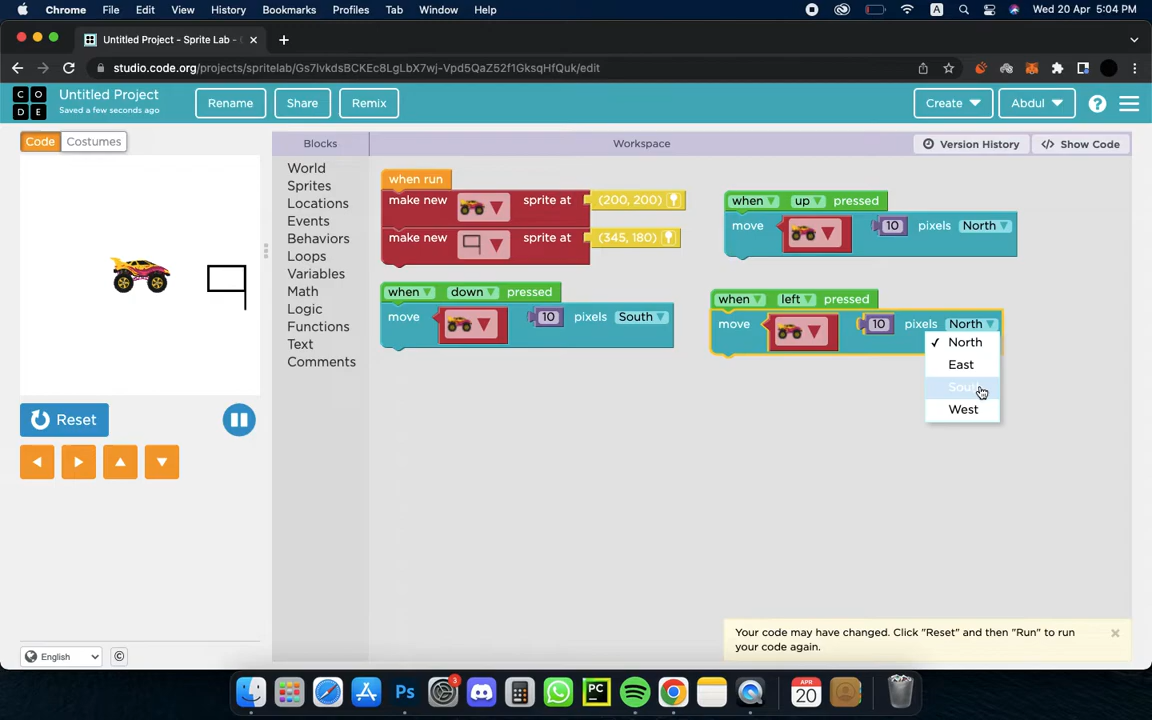 Chrome File Edit View History Bookmarks Profiles Tab Window Help A Wed 20 Apr 5:04 PM
Untitled Project - Sprite Lab -
studio.code.org/projects/spritelab/Gs7IvkdsBCKEc8LgLbX7wj-Vpd5QaZ52f1GksqHfQuk/edit
C O D E
Untitled Project
Saved a few seconds ago
Rename Share Remix Create Abdul ?
Code Costumes
Blocks Workspace Version History </> Show Code
World
Sprites
Locations
Events
Behaviors
Loops
Variables
Math
Logic
Functions
Text
Comments
when run
make new sprite at (200, 200)
make new sprite at (345, 180)
when up pressed
move 10 pixels North
when down pressed
move 10 pixels South
when left pressed
move 10 pixels North
✓ North
East
South
West
Reset
Your code may have changed. Click "Reset" and then "Run" to run
your code again.
English ©
Ps 3 PC APR 20